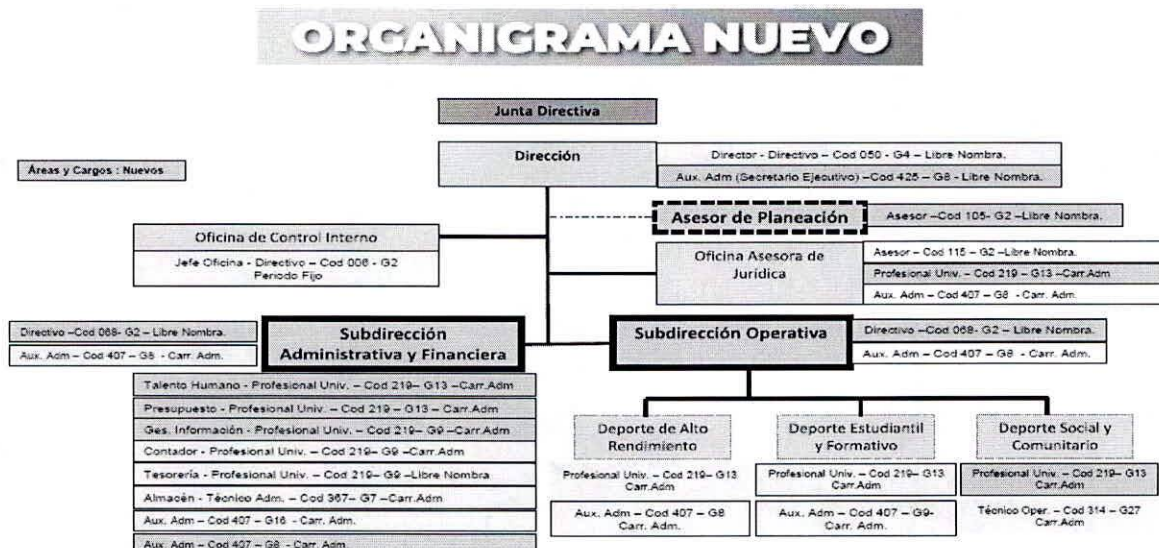 ORGANIGRAMA NUEVO
Junta Directiva
Áreas y Cargos : Nuevos
Dirección
Director - Directivo – Cod 050 - G4 – Libre Nombra.
Aux. Adm (Secretario Ejecutivo) –Cod 425 – G8 - Libre Nombra.
Asesor de Planeación
Asesor –Cod 105- G2 –Libre Nombra.
Oficina de Control Interno
Jefe Oficina - Directivo – Cod 006 - G2
Periodo Fijo
Oficina Asesora de
Jurídica
Asesor – Cod 115 – G2 –Libre Nombra.
Profesional Univ. – Cod 219 – G13 –Carr.Adm
Aux. Adm – Cod 407 – G8 - Carr. Adm.
Directivo –Cod 068- G2 – Libre Nombra.
Aux. Adm – Cod 407 – G8 - Carr. Adm.
Subdirección
Administrativa y Financiera
Subdirección Operativa
Directivo –Cod 068- G2 – Libre Nombra.
Aux. Adm – Cod 407 – G8 - Carr. Adm.
Talento Humano - Profesional Univ. – Cod 219– G13 –Carr.Adm
Presupuesto - Profesional Univ. – Cod 219 – G13 – Carr.Adm
Ges. Información - Profesional Univ. – Cod 219– G9 –Carr.Adm
Contador - Profesional Univ. – Cod 219– G9 –Carr.Adm
Tesorería - Profesional Univ. – Cod 219– G9 –Libre Nombra
Almacén - Técnico Adm. – Cod 367– G7 –Carr.Adm
Aux. Adm – Cod 407 – G16 - Carr. Adm.
Aux. Adm – Cod 407 – G8 - Carr. Adm
Deporte de Alto
Rendimiento
Profesional Univ. – Cod 219– G13
Carr.Adm
Aux. Adm – Cod 407 – G8
Carr. Adm.
Deporte Estudiantil
y Formativo
Profesional Univ. – Cod 219– G13
Carr.Adm
Aux. Adm – Cod 407 – G9-
Carr. Adm.
Deporte Social y
Comunitario
Profesional Univ. – Cod 219– G13
Carr.Adm
Técnico Oper. – Cod 314 – G27
Carr.Adm